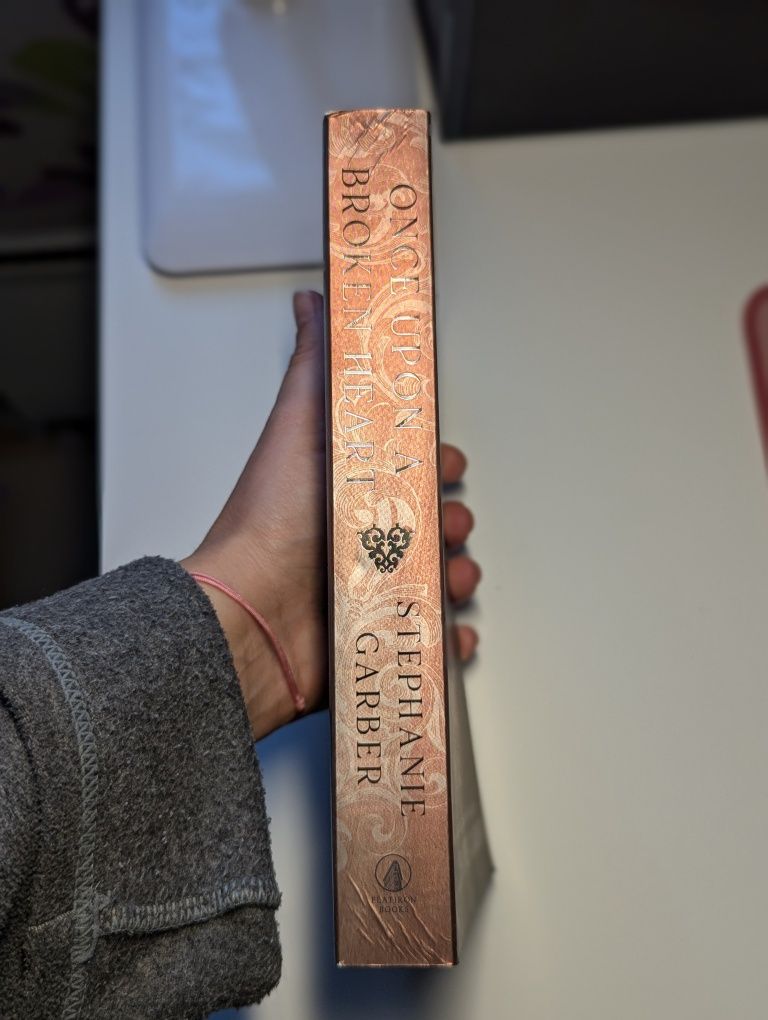 ONCE UPON A
BROKEN HEART
STEPHANIE
GARBER
FLATIRON
BOOKS